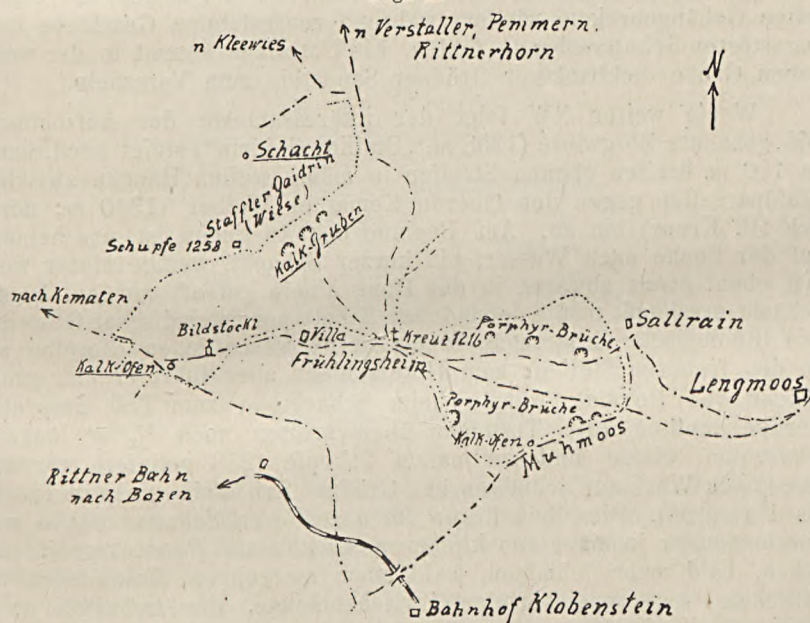 n Verstaller, Pemmern.
Rittnerhorn
n Kleewies
N
Schacht
Staffler Gaidrin
(Wiese)
Kalk-Gruben
Schupfe 1258
nach Kematen
Bildstöckl
Villa
Frühlingsheim
Kreuz 1216
Porphyr-Brüche
Sallrain
Kalk-Ofen
Lengmoos
Porphyr-Brüche
Kalk-Ofen
Muhmoos
Rittner Bahn
nach Bozen
Bahnhof Klobenstein